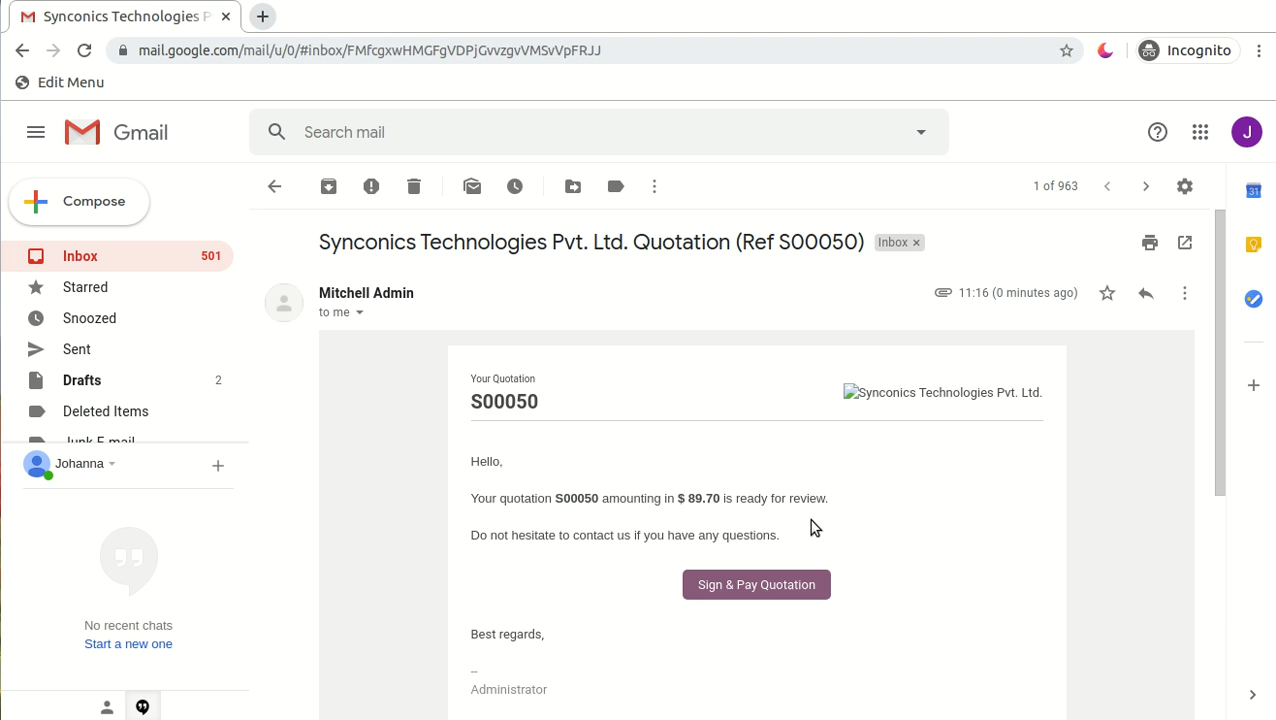 Synconics Technologies P
mail.google.com/mail/u/0/#inbox/FMfcgxwHMGFgVDPjGvvzgvVMSvVpFRJJ
Incognito
Edit Menu
Gmail
Search mail
J
Compose
1 of 963
31
Synconics Technologies Pvt. Ltd. Quotation (Ref S00050)
Inbox ×
Inbox 501
Starred
Mitchell Admin
11:16 (0 minutes ago)
to me
Snoozed
Sent
Drafts 2
Deleted Items
Junk E-mail
Your Quotation
S00050
Synconics Technologies Pvt. Ltd.
Johanna
Hello,
Your quotation S00050 amounting in $ 89.70 is ready for review.
Do not hesitate to contact us if you have any questions.
Sign & Pay Quotation
No recent chats
Start a new one
Best regards,
--
Administrator